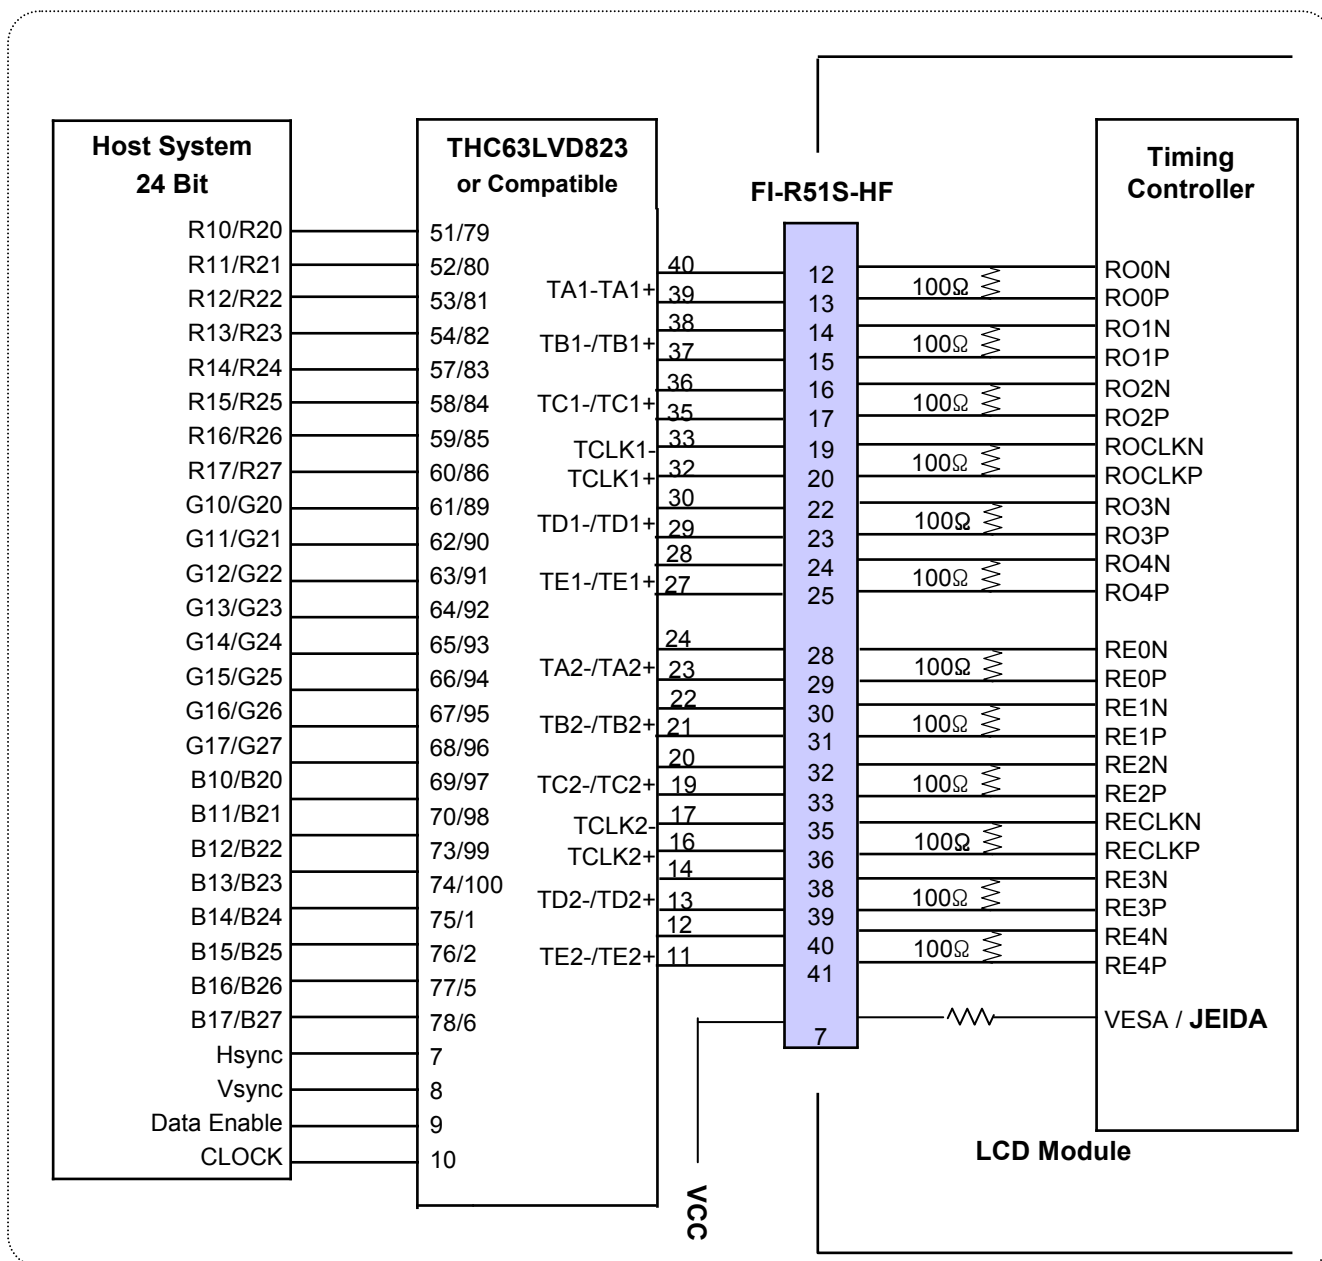 Host System
24 Bit
R10/R20
R11/R21
R12/R22
R13/R23
R14/R24
R15/R25
R16/R26
R17/R27
G10/G20
G11/G21
G12/G22
G13/G23
G14/G24
G15/G25
G16/G26
G17/G27
B10/B20
B11/B21
B12/B22
B13/B23
B14/B24
B15/B25
B16/B26
B17/B27
Hsync
Vsync
Data Enable
CLOCK
THC63LVD823
or Compatible
51/79
52/80
53/81
54/82
57/83
58/84
59/85
60/86
61/89
62/90
63/91
64/92
65/93
66/94
67/95
68/96
69/97
70/98
73/99
74/100
75/1
76/2
77/5
78/6
7
8
9
10
TA1-TA1+
TB1-/TB1+
TC1-/TC1+
TCLK1-
TCLK1+
TD1-/TD1+
TE1-/TE1+
TA2-/TA2+
TB2-/TB2+
TC2-/TC2+
TCLK2-
TCLK2+
TD2-/TD2+
TE2-/TE2+
40
39
38
37
36
35
33
32
30
29
28
27
24
23
22
21
20
19
17
16
14
13
12
11
VCC
FI-R51S-HF
12
13
14
15
16
17
19
20
22
23
24
25
28
29
30
31
32
33
35
36
38
39
40
41
7
100Ω
100Ω
100Ω
100Ω
100Ω
100Ω
100Ω
100Ω
100Ω
100Ω
100Ω
100Ω
Timing
Controller
RO0N
RO0P
RO1N
RO1P
RO2N
RO2P
ROCLKN
ROCLKP
RO3N
RO3P
RO4N
RO4P
RE0N
RE0P
RE1N
RE1P
RE2N
RE2P
RECLKN
RECLKP
RE3N
RE3P
RE4N
RE4P
VESA / JEIDA
LCD Module